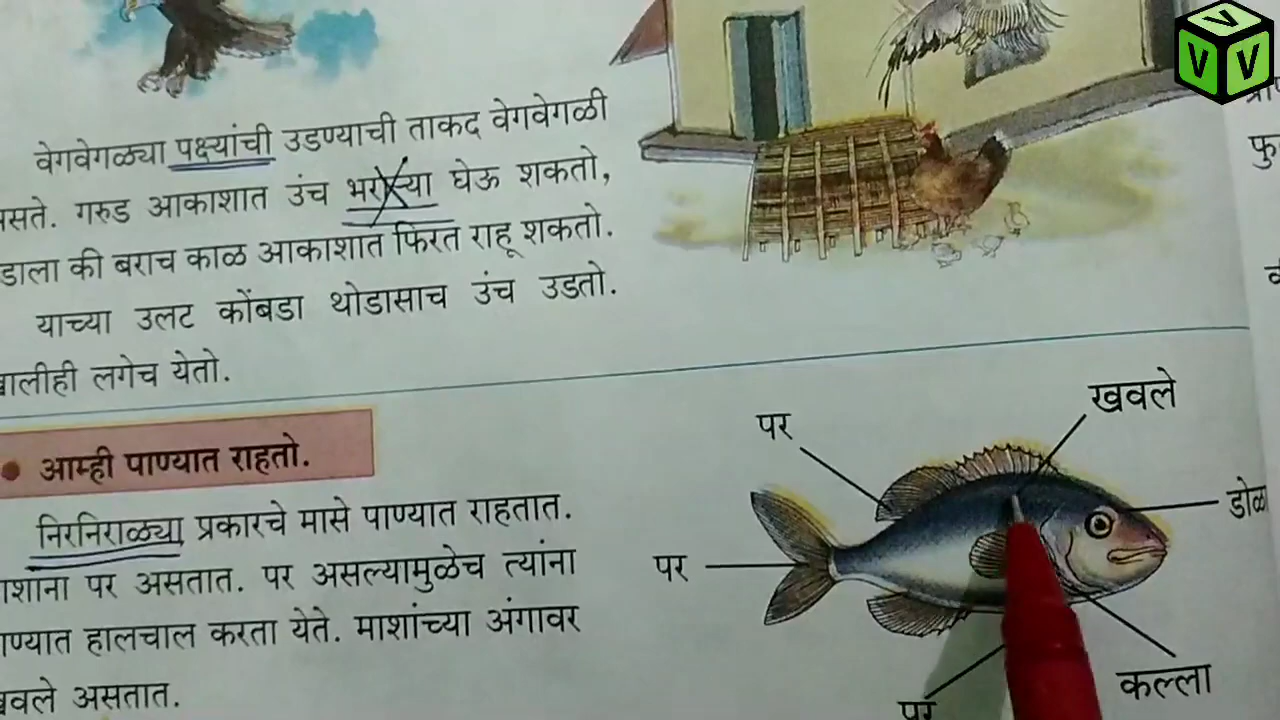 वेगवेगळ्या पक्ष्यांची उडण्याची ताकद वेगवेगळी
असते. गरुड आकाशात उंच भराऱ्या घेऊ शकतो,
की बराच काळ आकाशात फिरत राहू शकतो.
याच्या उलट कोंबडा थोडासाच उंच उडतो.
खालीही लगेच येतो.
• आम्ही पाण्यात राहतो.
निरनिराळ्या प्रकारचे मासे पाण्यात राहतात.
माशांना पर असतात. पर असल्यामुळेच त्यांना
पाण्यात हालचाल करता येते. माशांच्या अंगावर
खवले असतात.
खवले
पर
डोळा
पर
कल्ला
पर
VVV